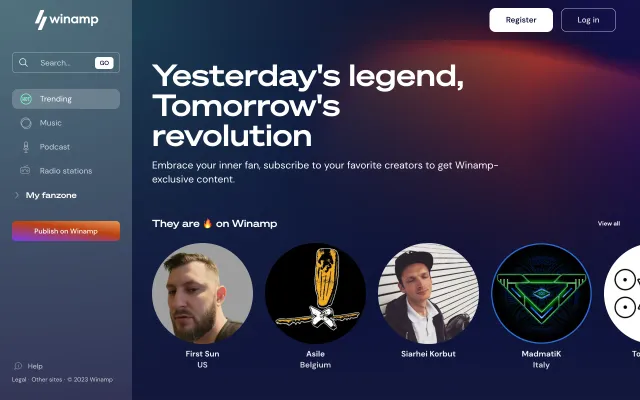 winamp
Register
Log in
Search...
GO
Trending
Music
Podcast
Radio stations
My fanzone
Publish on Winamp
Yesterday's legend,
Tomorrow's
revolution
Embrace your inner fan, subscribe to your favorite creators to get Winamp-
exclusive content.
They are 🔥 on Winamp
View all
First Sun
US
Asile
Belgium
Siarhei Korbut
MadmatiK
Italy
Help
Legal · Other sites · © 2023 Winamp